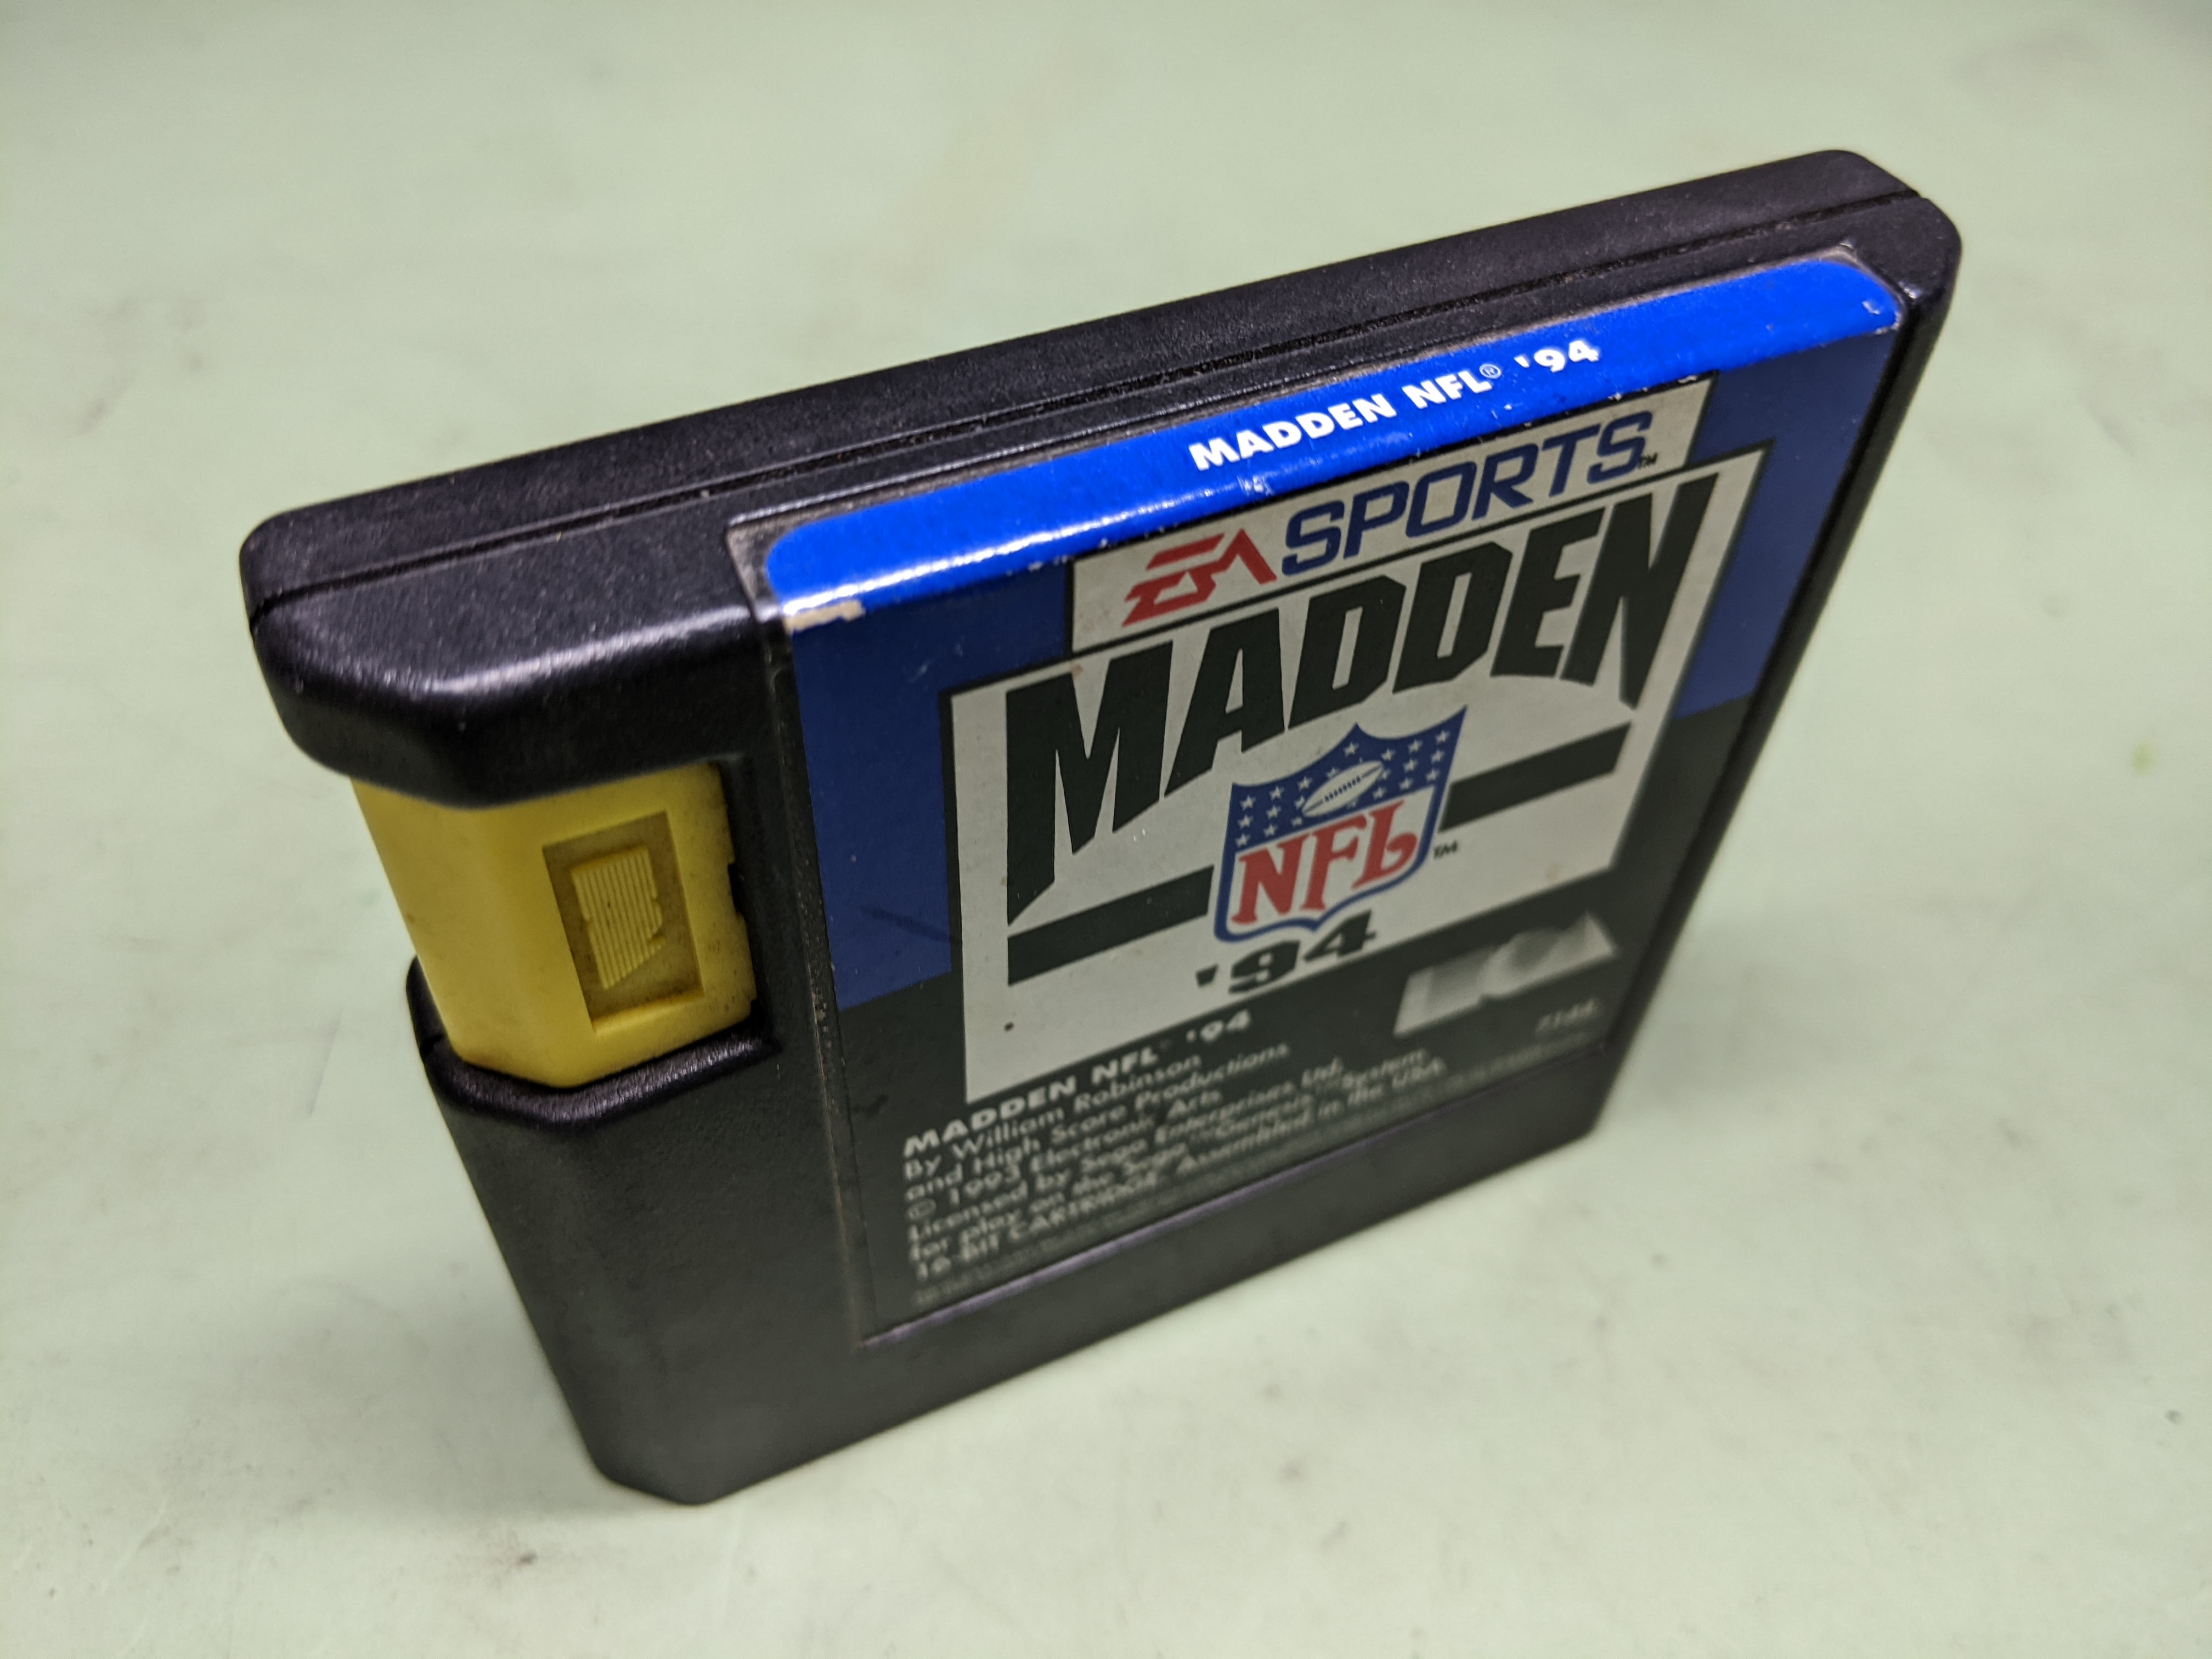 MADDEN NFL® '94
EA SPORTS™
MADDEN
NFL™
'94
MADDEN NFL™ '94
By William Robinson
and High Score Productions
© 1993 Electronic Arts
Licensed by Sega Enterprises Ltd.
for play on the Sega™ Genesis™ System
16-BIT CARTRIDGE Assembled in the USA